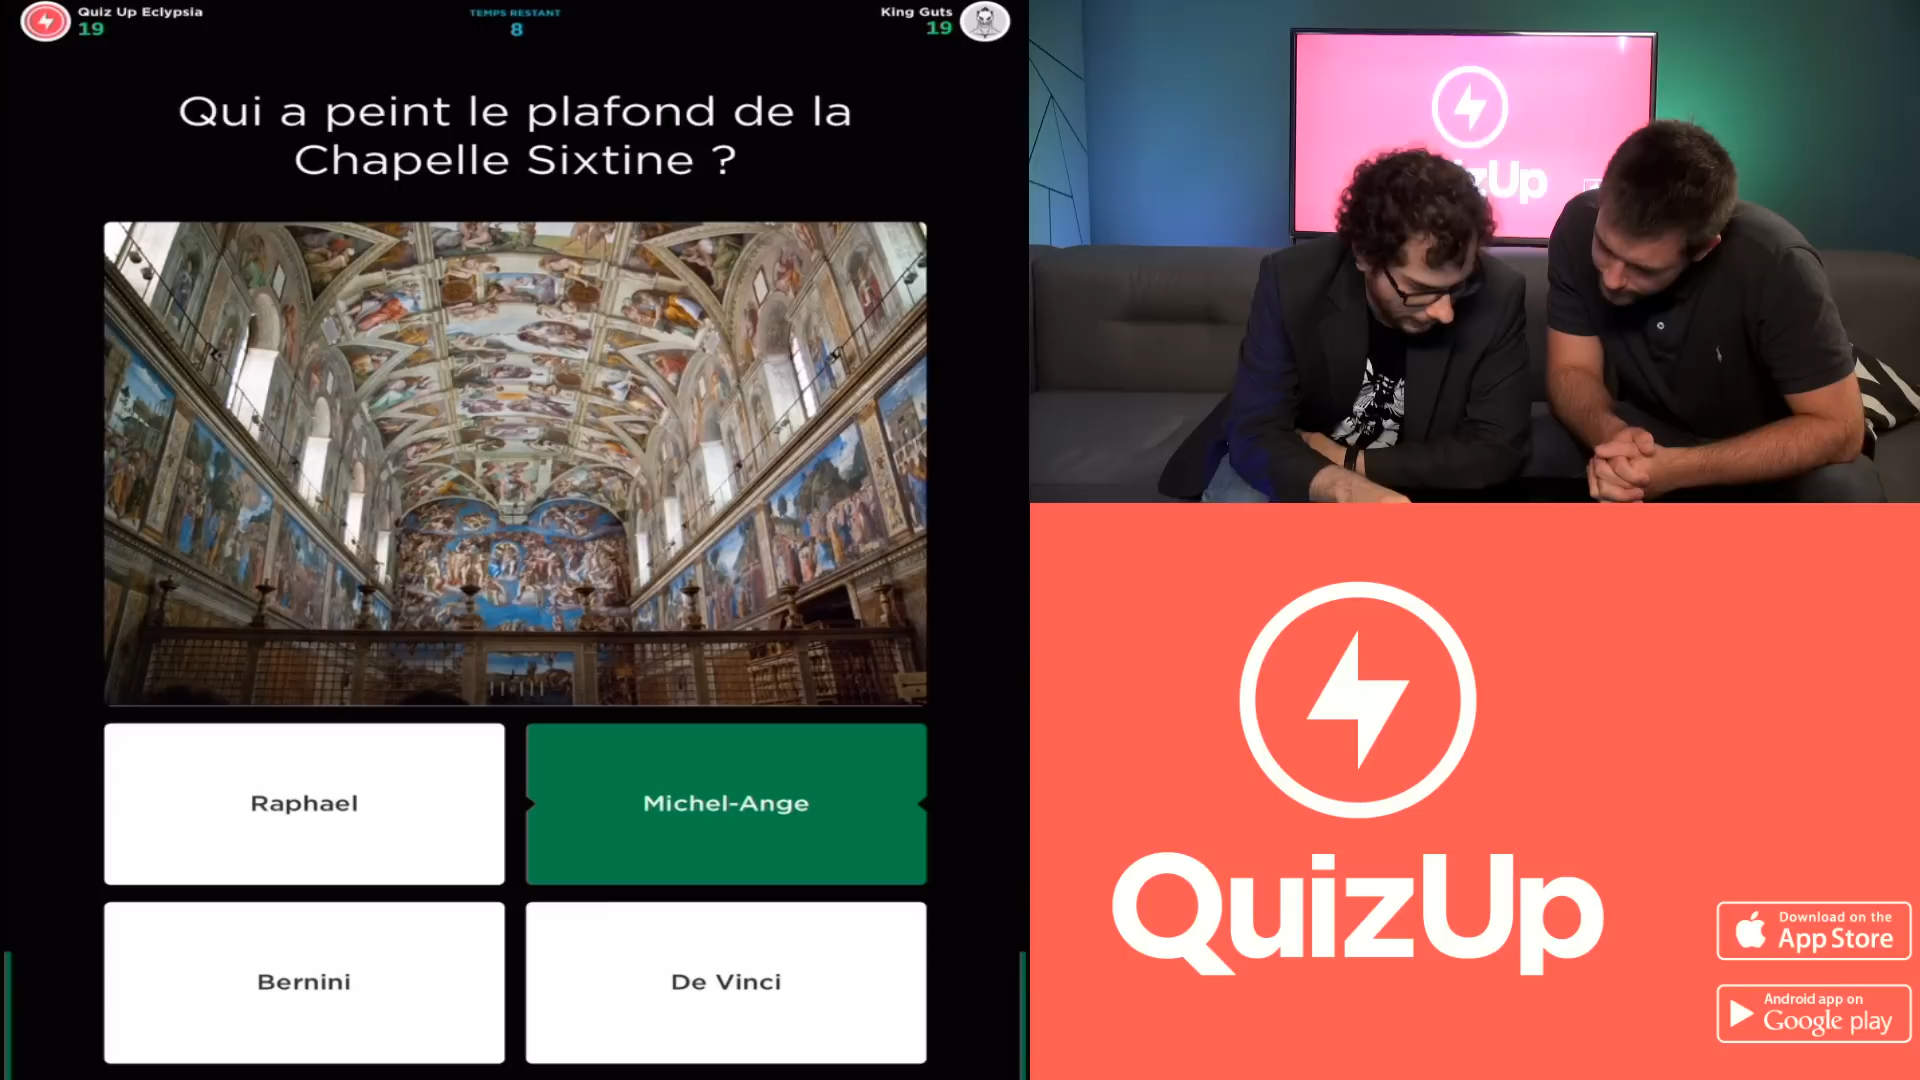 Quiz Up Eclypsia
19
TEMPS RESTANT
8
King Guts
19
Qui a peint le plafond de la
Chapelle Sixtine ?
Raphael
Michel-Ange
Bernini
De Vinci
zUp
QuizUp
Download on the
App Store
Android app on
Google play